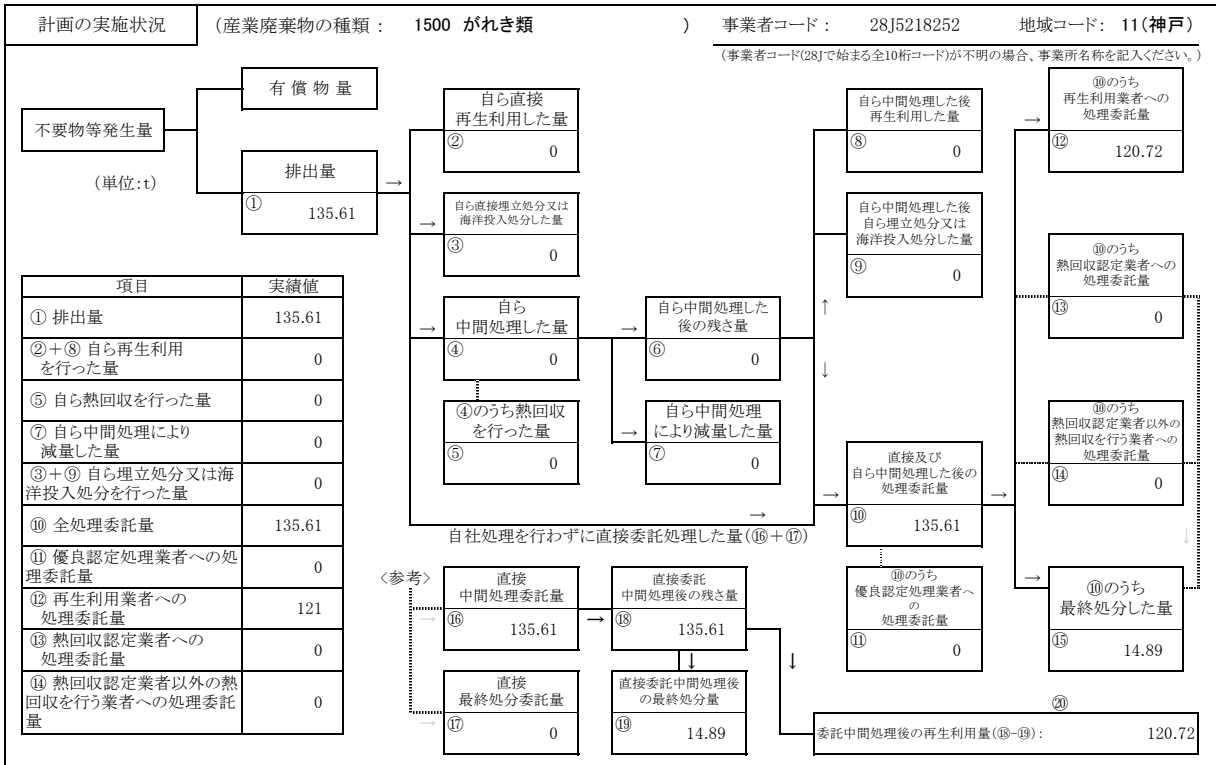 計画の実施状況
(産業廃棄物の種類： 1500 がれき類 )
事業者コード： 28J5218252
地域コード： 11(神戸)
(事業者コード(28Jで始まる全10桁コード)が不明の場合、事業所名称を記入ください。)
不要物等発生量
(単位:t)
有 償 物 量
排出量
① 135.61
→
自ら直接
再生利用した量
② 0
→
自ら直接埋立処分又は
海洋投入処分した量
③ 0
→
自ら
中間処理した量
④ 0
④のうち熱回収
を行った量
⑤ 0
→
自ら中間処理した
後の残さ量
⑥ 0
→
自ら中間処理
により減量した量
⑦ 0
自ら中間処理した後
再生利用した量
⑧ 0
自ら中間処理した後
自ら埋立処分又は
海洋投入処分した量
⑨ 0
↑
↓
→
直接及び
自ら中間処理した後の
処理委託量
⑩ 135.61
→
⑩のうち
優良認定処理業者へ
の
処理委託量
⑪ 0
→
⑩のうち
再生利用業者への
処理委託量
⑫ 120.72
⑩のうち
熱回収認定業者への
処理委託量
⑬ 0
⑩のうち
熱回収認定業者以外の
熱回収を行う業者への
処理委託量
⑭ 0
↓
→
⑩のうち
最終処分した量
⑮ 14.89
→
自社処理を行わずに直接委託処理した量(⑯＋⑰)
項目 実績値
① 排出量 135.61
②＋⑧ 自ら再生利用
を行った量 0
⑤ 自ら熱回収を行った量 0
⑦ 自ら中間処理により
減量した量 0
③＋⑨ 自ら埋立処分又は海
洋投入処分を行った量 0
⑩ 全処理委託量 135.61
⑪ 優良認定処理業者への処
理委託量 0
⑫ 再生利用業者への
処理委託量 121
⑬ 熱回収認定業者への
処理委託量 0
⑭ 熱回収認定業者以外の熱
回収を行う業者への処理委託
量 0
<参考>
→
直接
中間処理委託量
⑯ 135.61
→
直接委託
中間処理後の残さ量
⑱ 135.61
→
直接
最終処分委託量
⑰ 0
↓
直接委託中間処理後
の最終処分量
⑲ 14.89
↓
⑳
委託中間処理後の再生利用量(⑱-⑲)： 120.72